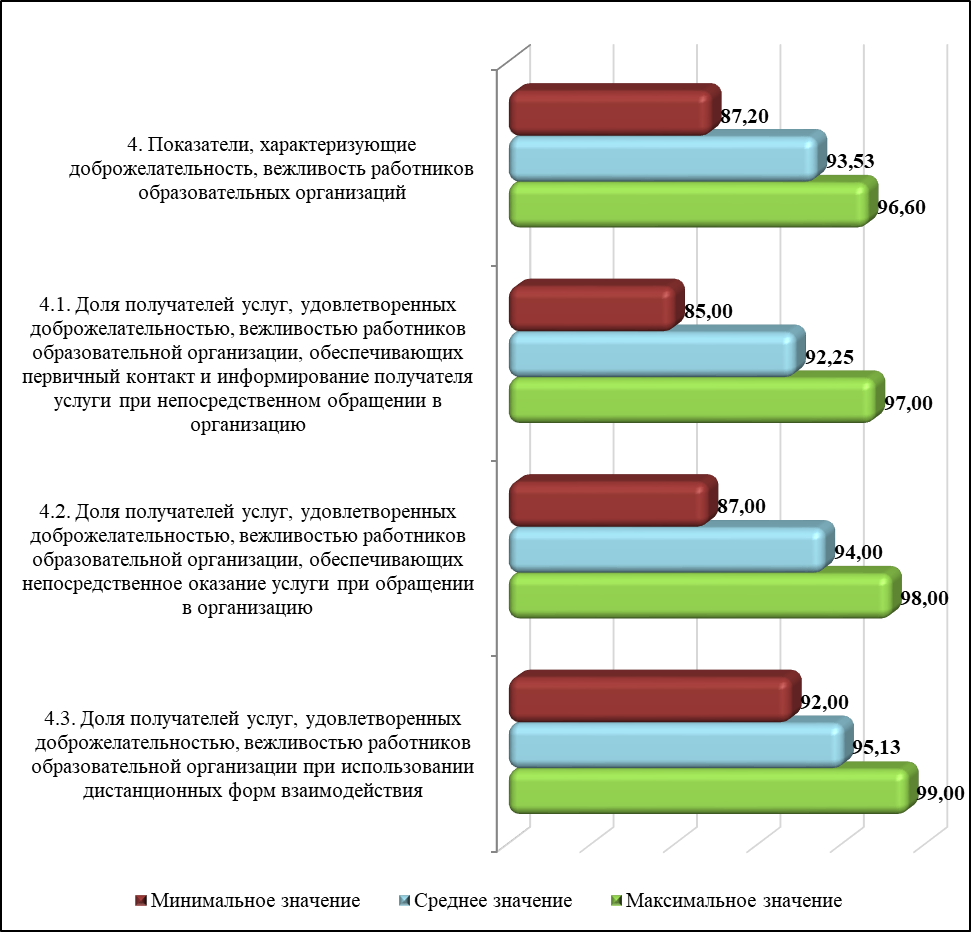 4. Показатели, характеризующие
доброжелательность, вежливость работников
образовательных организаций
87,20
93,53
96,60
4.1. Доля получателей услуг, удовлетворенных
доброжелательностью, вежливостью работников
образовательной организации, обеспечивающих
первичный контакт и информирование получателя
услуги при непосредственном обращении в
организацию
85,00
92,25
97,00
4.2. Доля получателей услуг, удовлетворенных
доброжелательностью, вежливостью работников
образовательной организации, обеспечивающих
непосредственное оказание услуги при обращении
в организацию
87,00
94,00
98,00
4.3. Доля получателей услуг, удовлетворенных
доброжелательностью, вежливостью работников
образовательной организации при использовании
дистанционных форм взаимодействия
92,00
95,13
99,00
Минимальное значение
Среднее значение
Максимальное значение